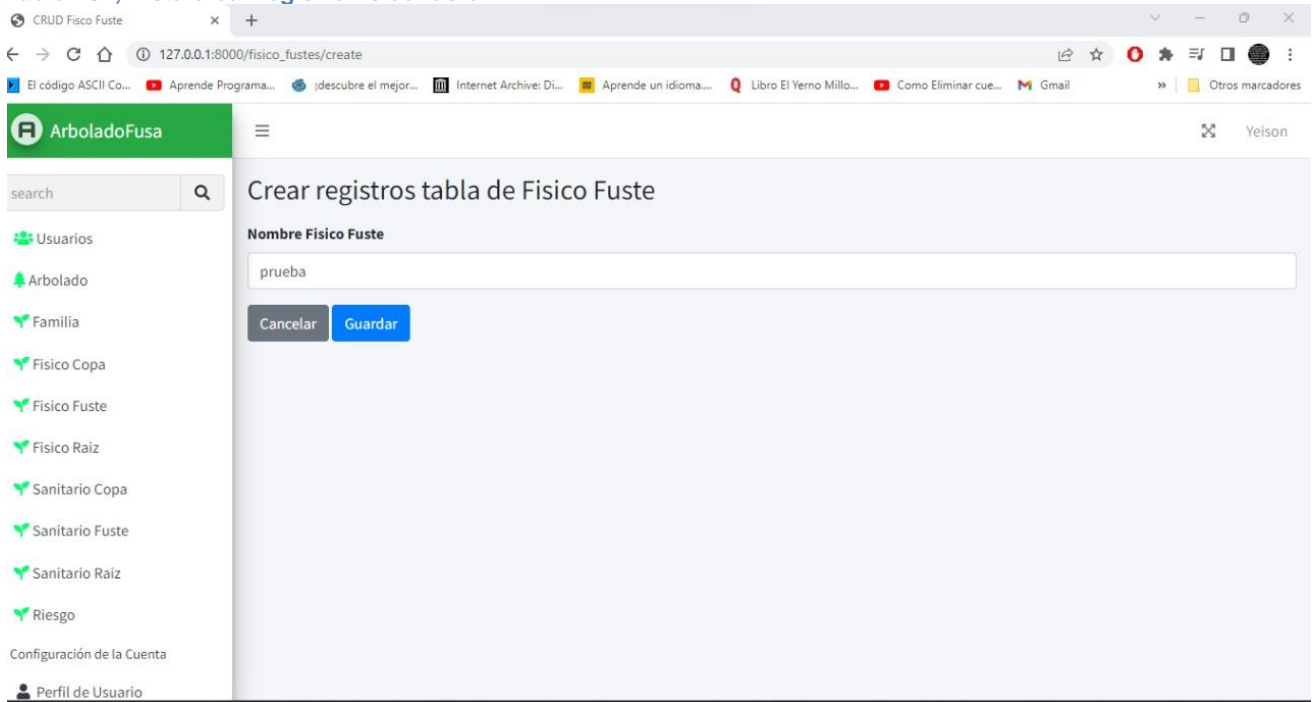 CRUD Fisco Fuste
127.0.0.1:8000/fisico_fustes/create
El código ASCII Co... Aprende Programa... ¡descubre el mejor... Internet Archive: Di... Aprende un idioma.... Libro El Yerno Millo... Como Eliminar cue... Gmail » Otros marcadores
ArboladoFusa
Yeison
search
Crear registros tabla de Fisico Fuste
Usuarios
Nombre Fisico Fuste
Arbolado
prueba
Familia
Cancelar Guardar
Fisico Copa
Fisico Fuste
Fisico Raiz
Sanitario Copa
Sanitario Fuste
Sanitario Raiz
Riesgo
Configuración de la Cuenta
Perfil de Usuario